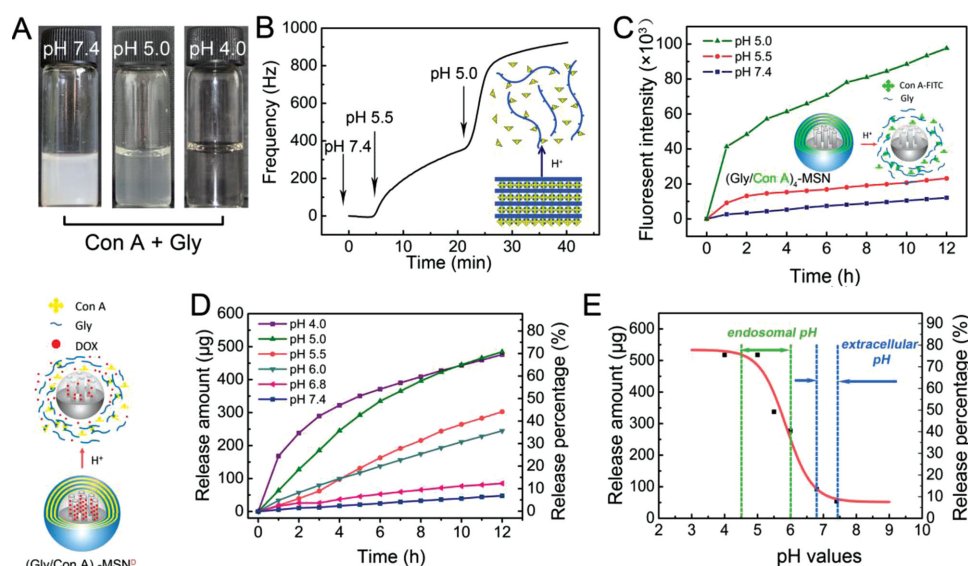 A
pH 7.4
pH 5.0
pH 4.0
Con A + Gly
B
Frequency (Hz)
1000
800
600
400
200
0
pH 7.4
pH 5.5
pH 5.0
H⁺
0
10
20
30
40
50
Time (min)
C
Fluoresent intensity (×10³)
100
80
60
40
20
0
pH 5.0
pH 5.5
pH 7.4
Con A-FITC
Gly
H⁺
(Gly/Con A)₄-MSN
0
2
4
6
8
10
12
Time (h)
Con A
Gly
DOX
H⁺
D
Release amount (μg)
600
500
400
300
200
100
0
pH 4.0
pH 5.0
pH 5.5
pH 6.0
pH 6.8
pH 7.4
80
70
60
50
40
30
20
10
0
Release percentage (%)
0
2
4
6
8
10
12
Time (h)
E
Release amount (μg)
600
500
400
300
200
100
0
endosomal pH
extracellular-
pH
90
80
70
60
50
40
30
20
10
0
Release percentage (%)
2
3
4
5
6
7
8
9
10
pH values